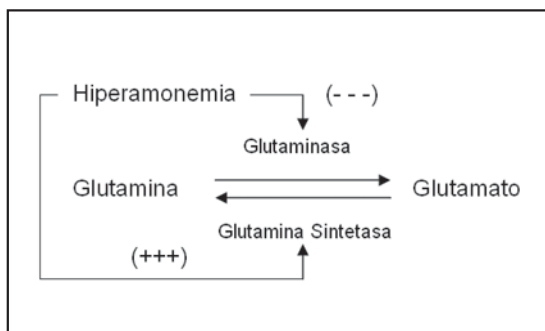 Hiperamonemia (- - -)
Glutaminasa
Glutamina Glutamato
Glutamina Sintetasa
(+++)